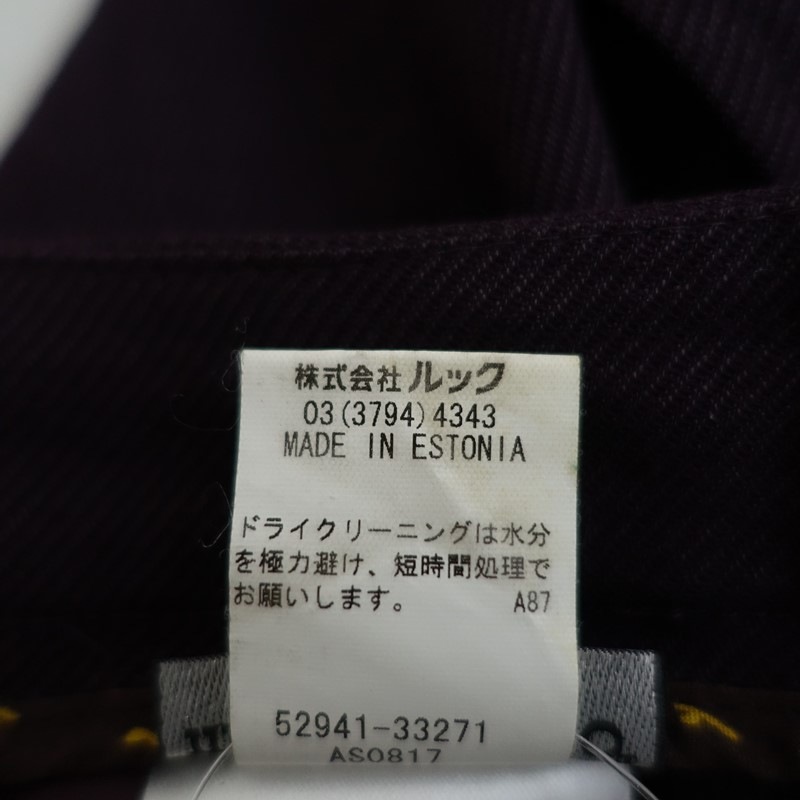 株式会社ルック
03(3794)4343
MADE IN ESTONIA
ドライクリーニングは水分
を極力避け、短時間処理で
お願いします。 A87
52941-33271
AS0817